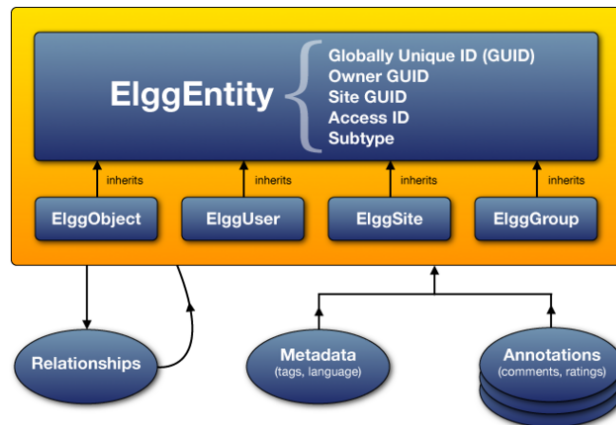 ElggEntity
Globally Unique ID (GUID)
Owner GUID
Site GUID
Access ID
Subtype
inherits
inherits
inherits
inherits
ElggObject
ElggUser
ElggSite
ElggGroup
Relationships
Metadata
(tags, language)
Annotations
(comments, ratings)